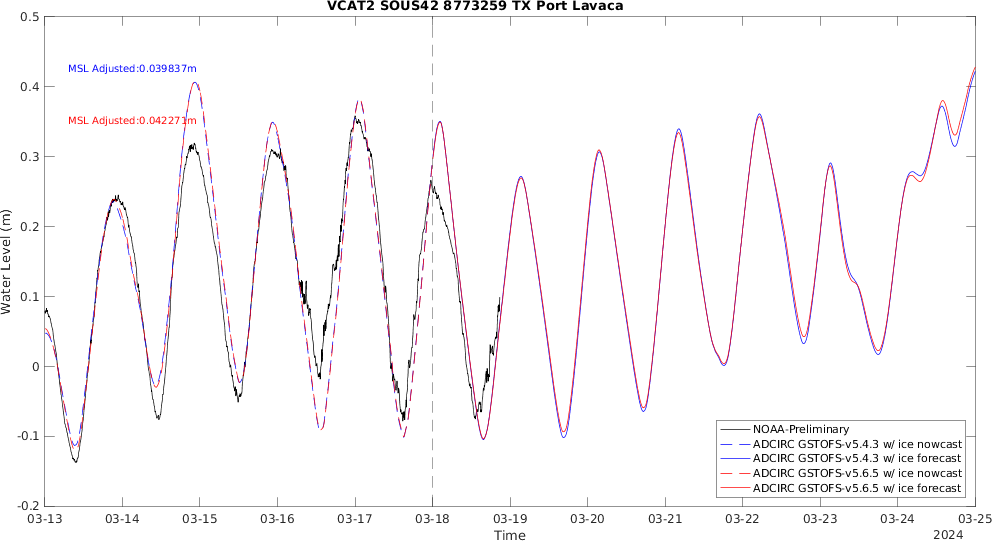 VCAT2 SOUS42 8773259 TX Port Lavaca
0.5
MSL Adjusted:0.039837m
0.4
MSL Adjusted:0.042271m
0.3
0.2
Water Level (m)
0.1
0
-0.1
-0.2
NOAA-Preliminary
ADCIRC GSTOFS-v5.4.3 w/ ice nowcast
ADCIRC GSTOFS-v5.4.3 w/ ice forecast
ADCIRC GSTOFS-v5.6.5 w/ ice nowcast
ADCIRC GSTOFS-v5.6.5 w/ ice forecast
03-13 03-14 03-15 03-16 03-17 03-18 03-19 03-20 03-21 03-22 03-23 03-24 03-25
Time
2024